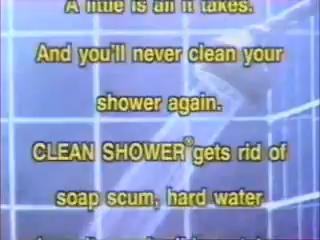 A little is all it takes.
And you'll never clean your
shower again.
CLEAN SHOWER® gets rid of
soap scum, hard water